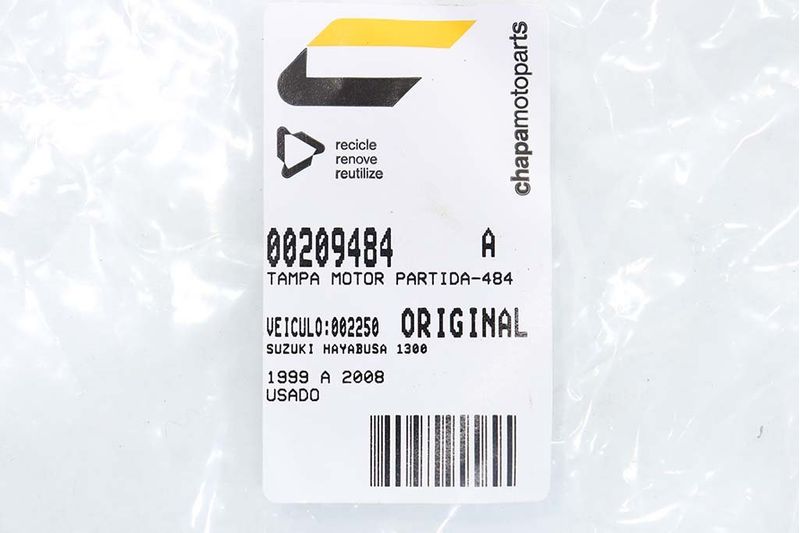 chapamotoparts
recicle
renove
reutilize
00209484 A
TAMPA MOTOR PARTIDA-484
VEICULO:002250 ORIGINAL
SUZUKI HAYABUSA 1300
1999 A 2008
USADO